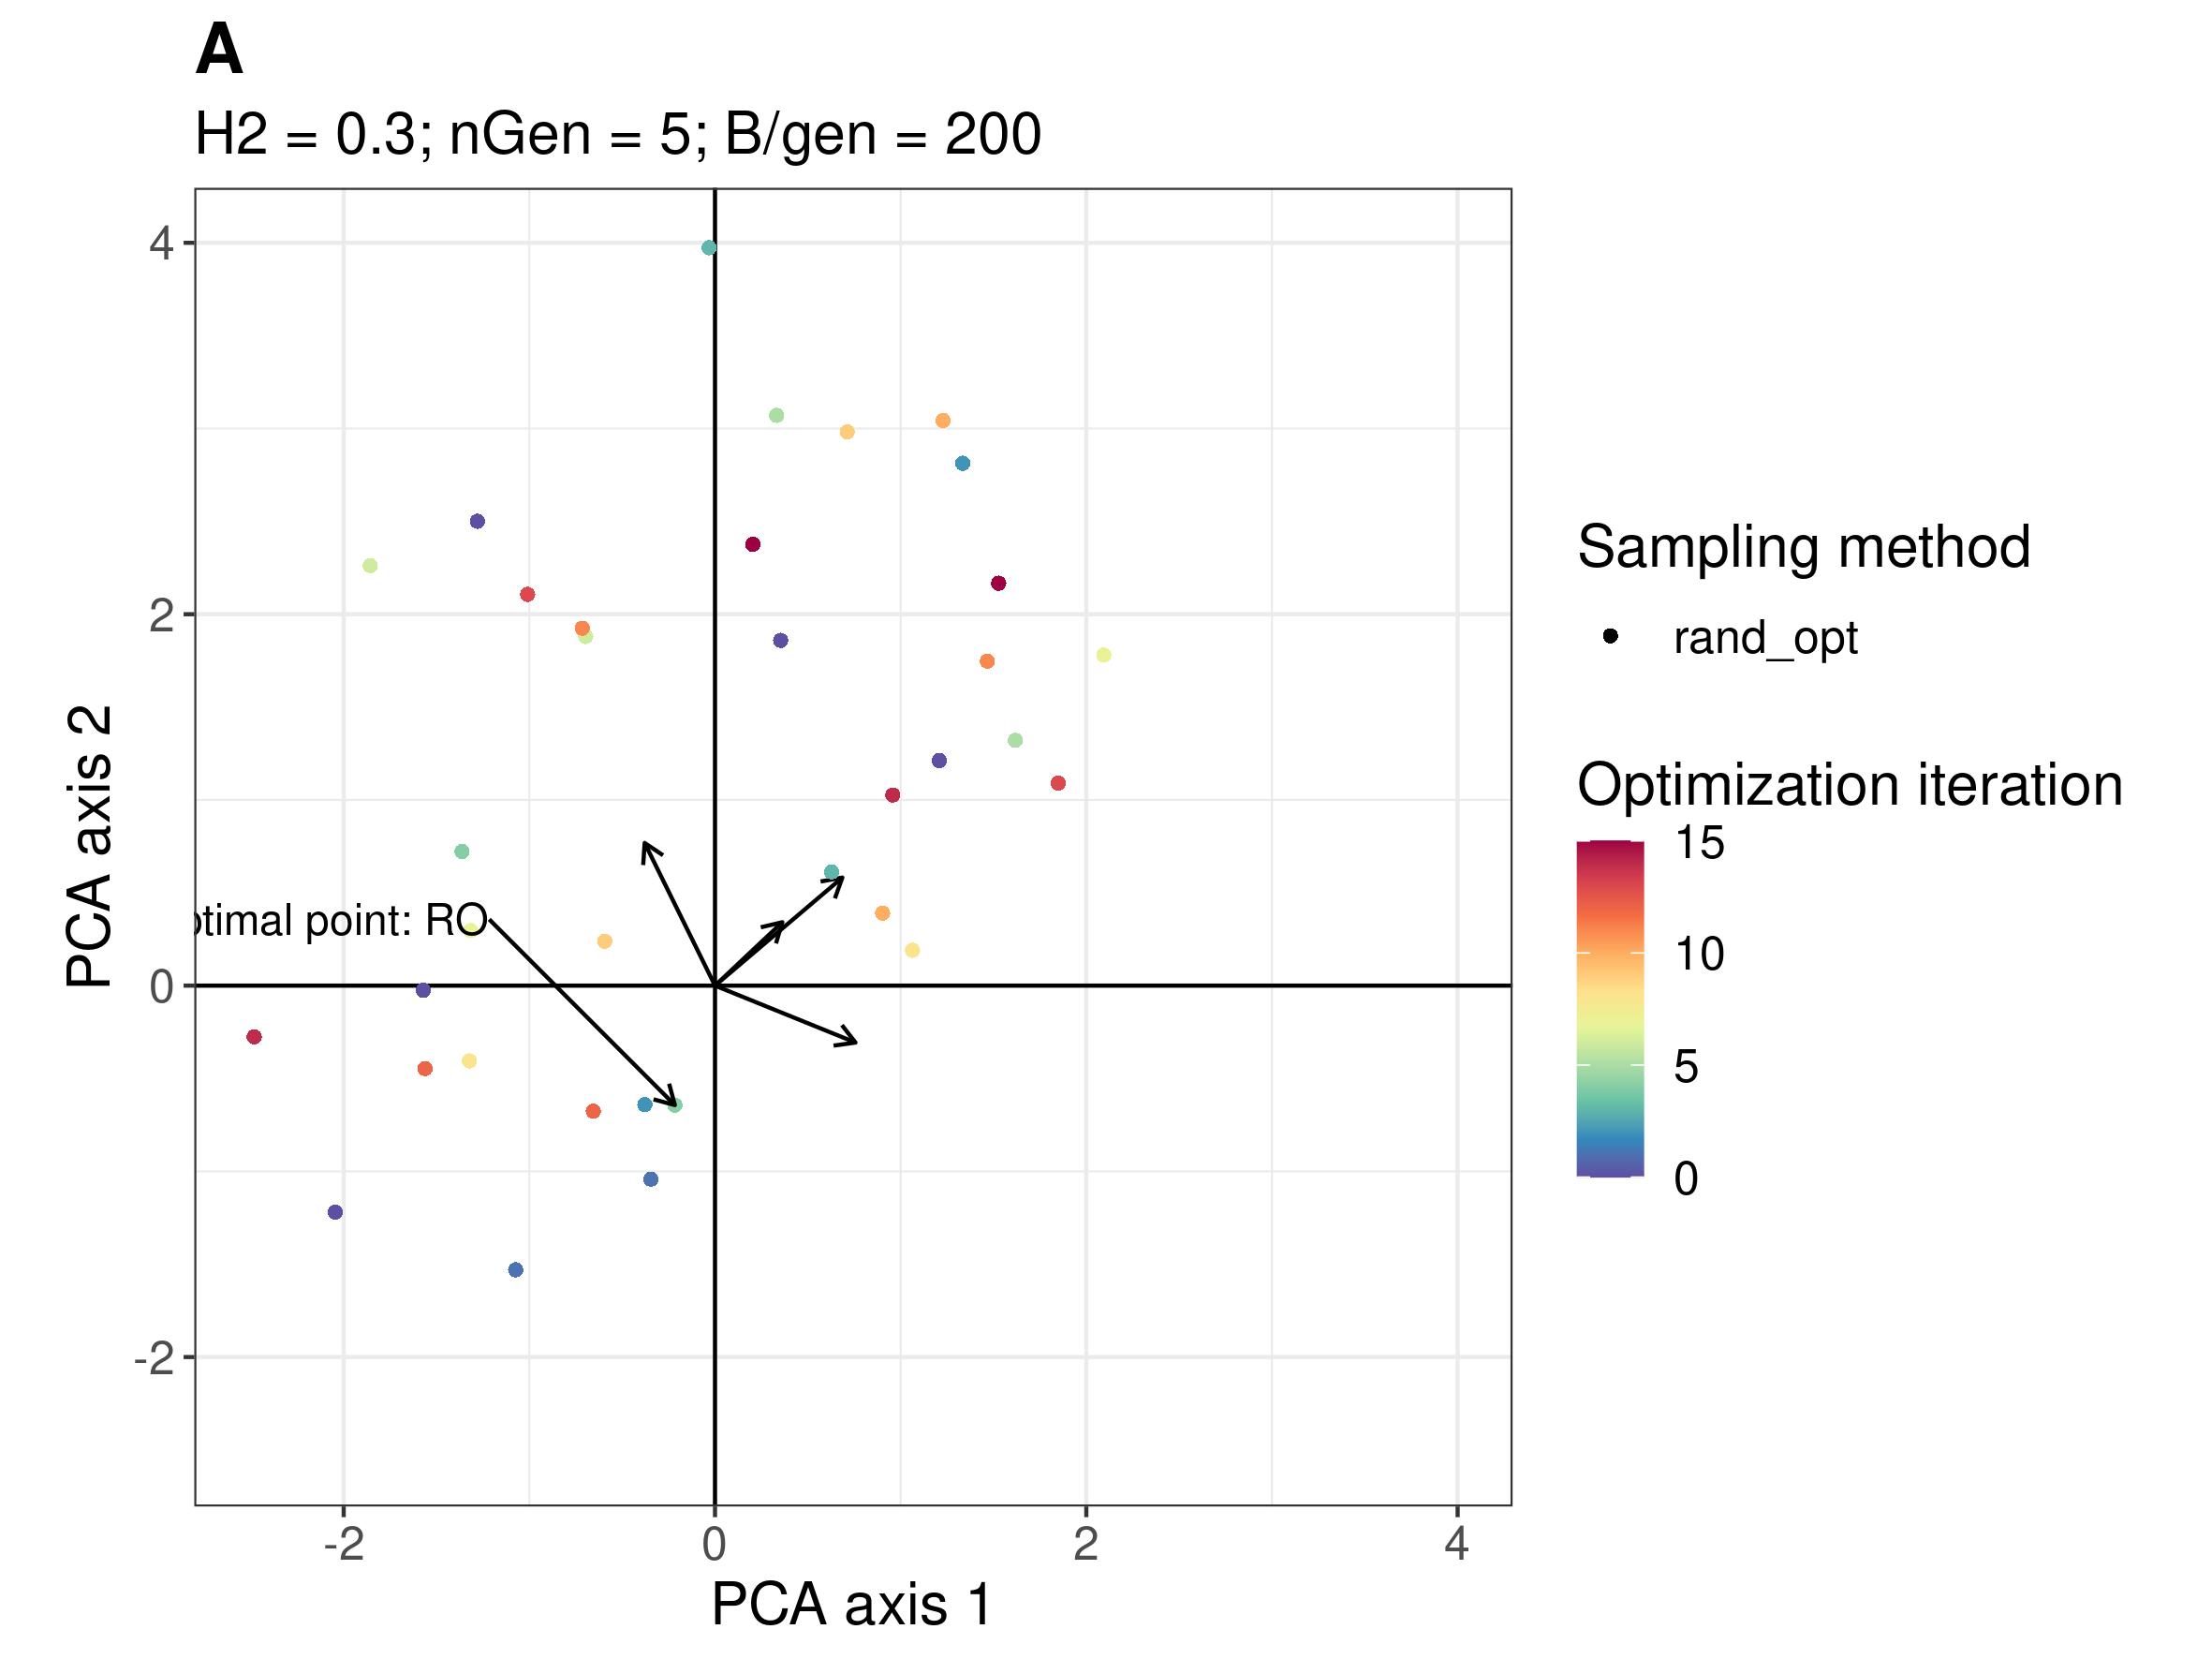 A
H2 = 0.3; nGen = 5; B/gen = 200
PCA axis 2
4
2
0
-2
timal point: RO
-2
0
2
4
PCA axis 1
Sampling method
rand_opt
Optimization iteration
15
10
5
0